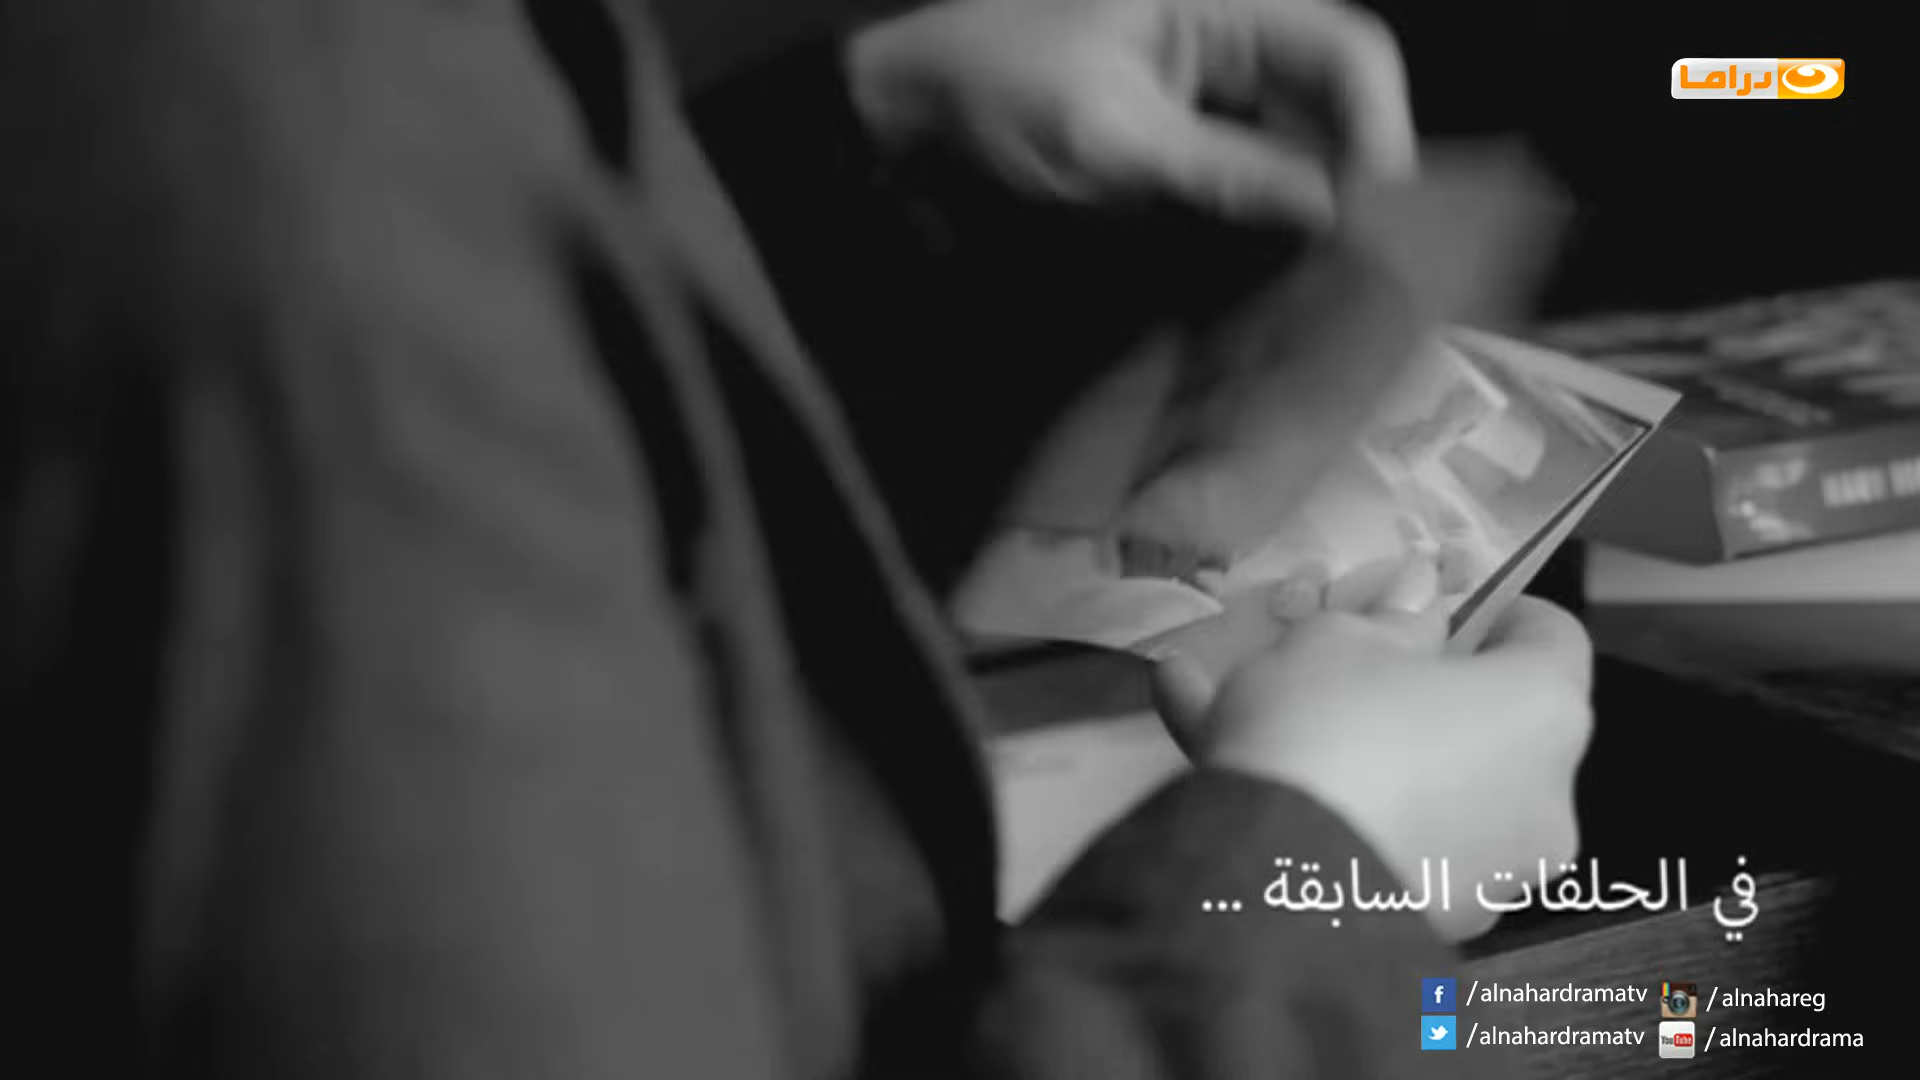 دراما
في الحلقات السابقة ...
/alnahardramatv
/alnahareg
/alnahardramatv
/alnahardrama